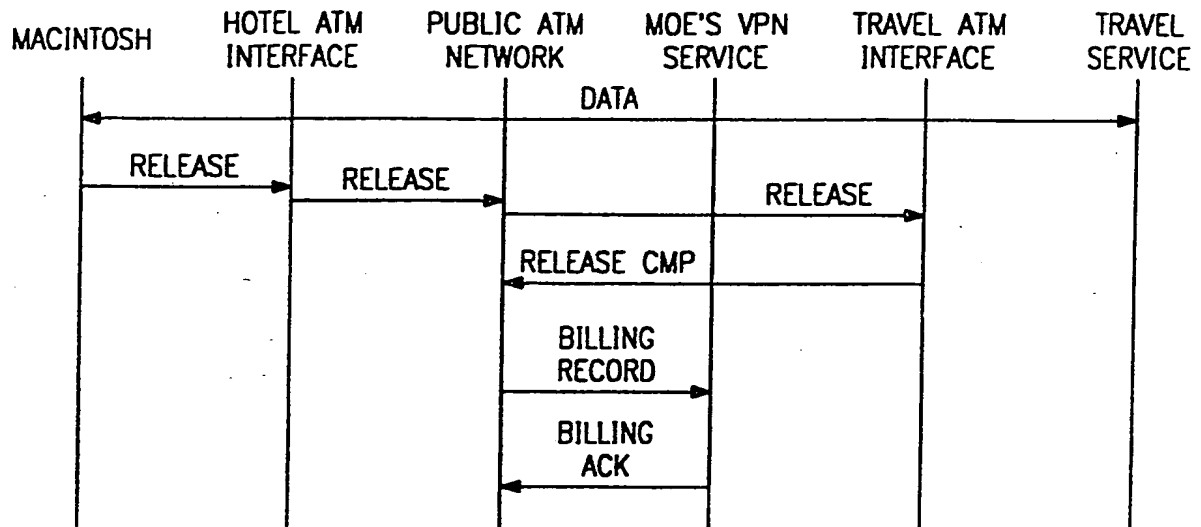 MACINTOSH
HOTEL ATM
INTERFACE
PUBLIC ATM
NETWORK
MOE'S VPN
SERVICE
TRAVEL ATM
INTERFACE
TRAVEL
SERVICE
DATA
RELEASE
RELEASE
RELEASE
RELEASE CMP
BILLING
RECORD
BILLING
ACK